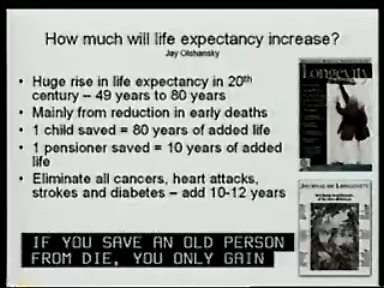 How much will life expectancy increase?
Jay Olshansky
• Huge rise in life expectancy in 20th
century – 49 years to 80 years
• Mainly from reduction in early deaths
• 1 child saved = 80 years of added life
• 1 pensioner saved = 10 years of added
life
• Eliminate all cancers, heart attacks,
strokes and diabetes – add 10-12 years
Longevity
JOURNAL OF LONGEVITY
IF YOU SAVE AN OLD PERSON
FROM DIE, YOU ONLY GAIN